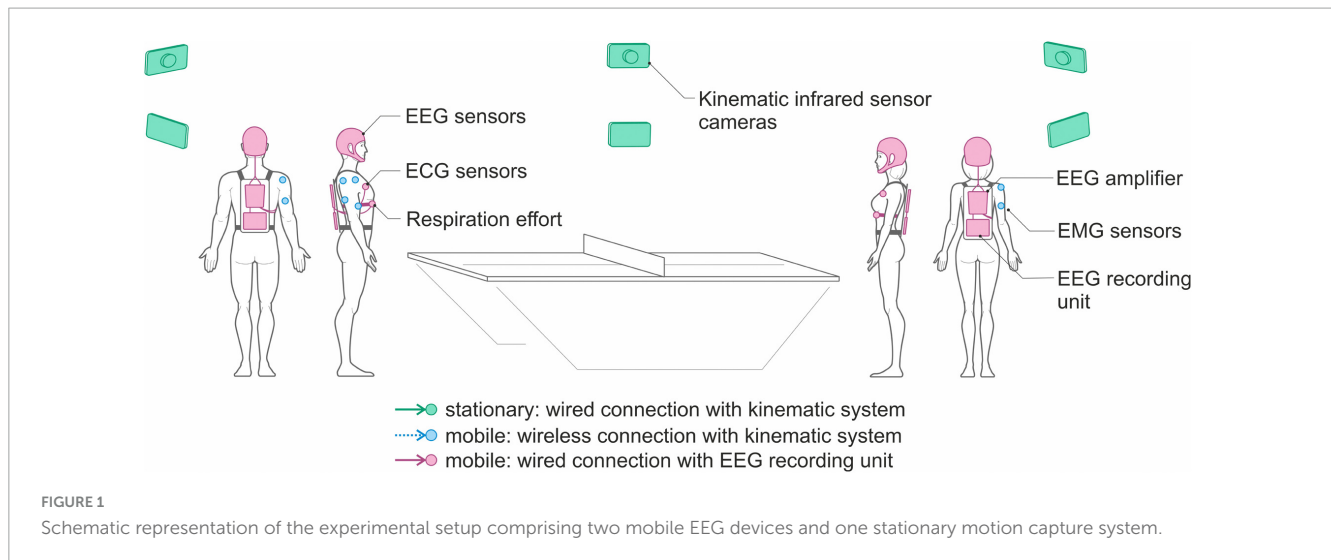 Kinematic infrared sensor
cameras
EEG sensors
ECG sensors
Respiration effort
EEG amplifier
EMG sensors
EEG recording
unit
stationary: wired connection with kinematic system
mobile: wireless connection with kinematic system
mobile: wired connection with EEG recording unit
FIGURE 1
Schematic representation of the experimental setup comprising two mobile EEG devices and one stationary motion capture system.